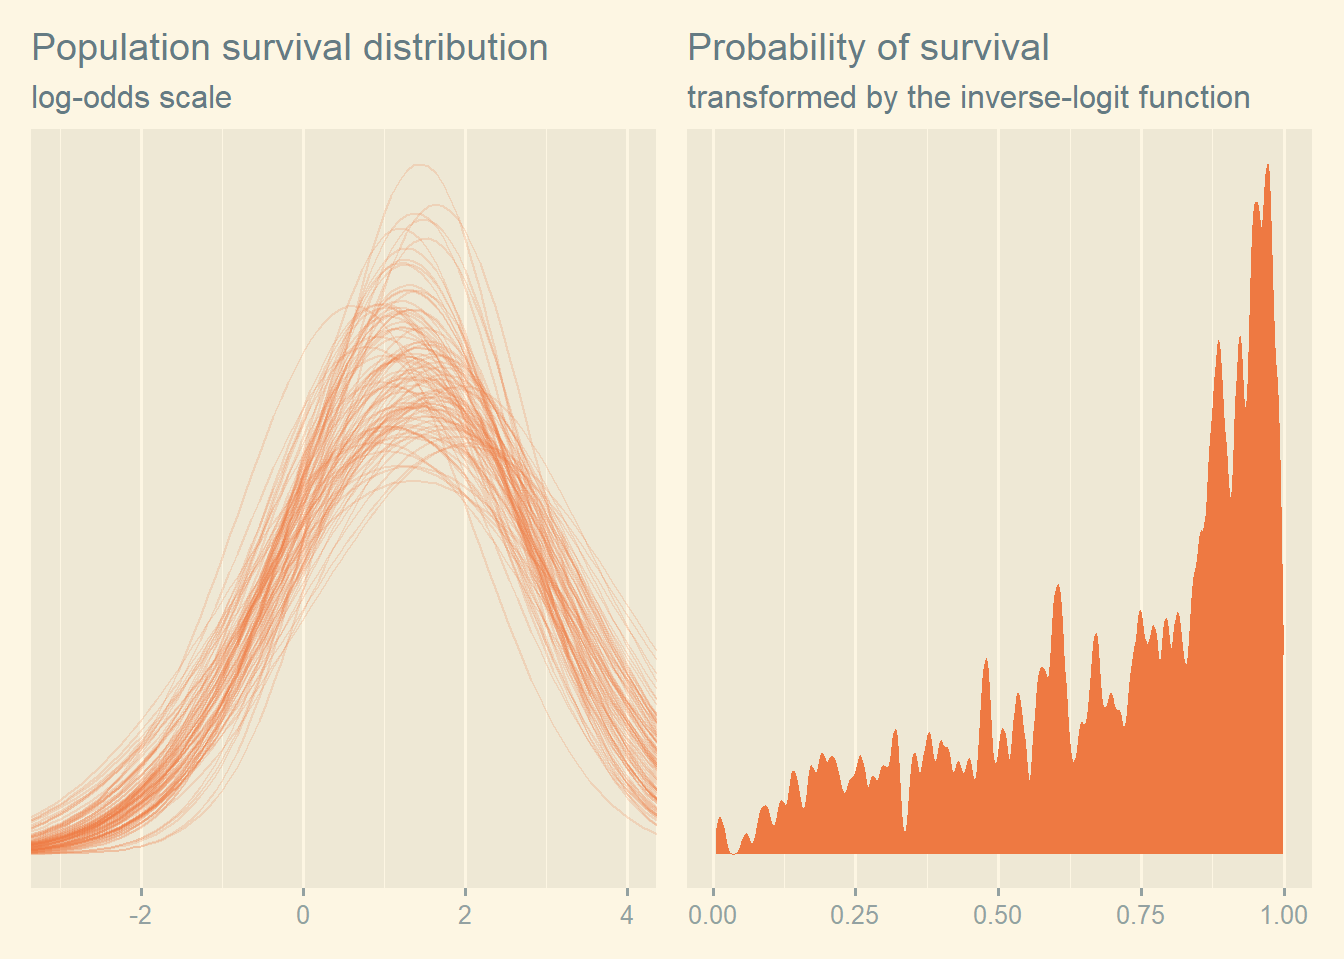 Population survival distribution
log-odds scale
-2 0 2 4
Probability of survival
transformed by the inverse-logit function
0.00 0.25 0.50 0.75 1.00